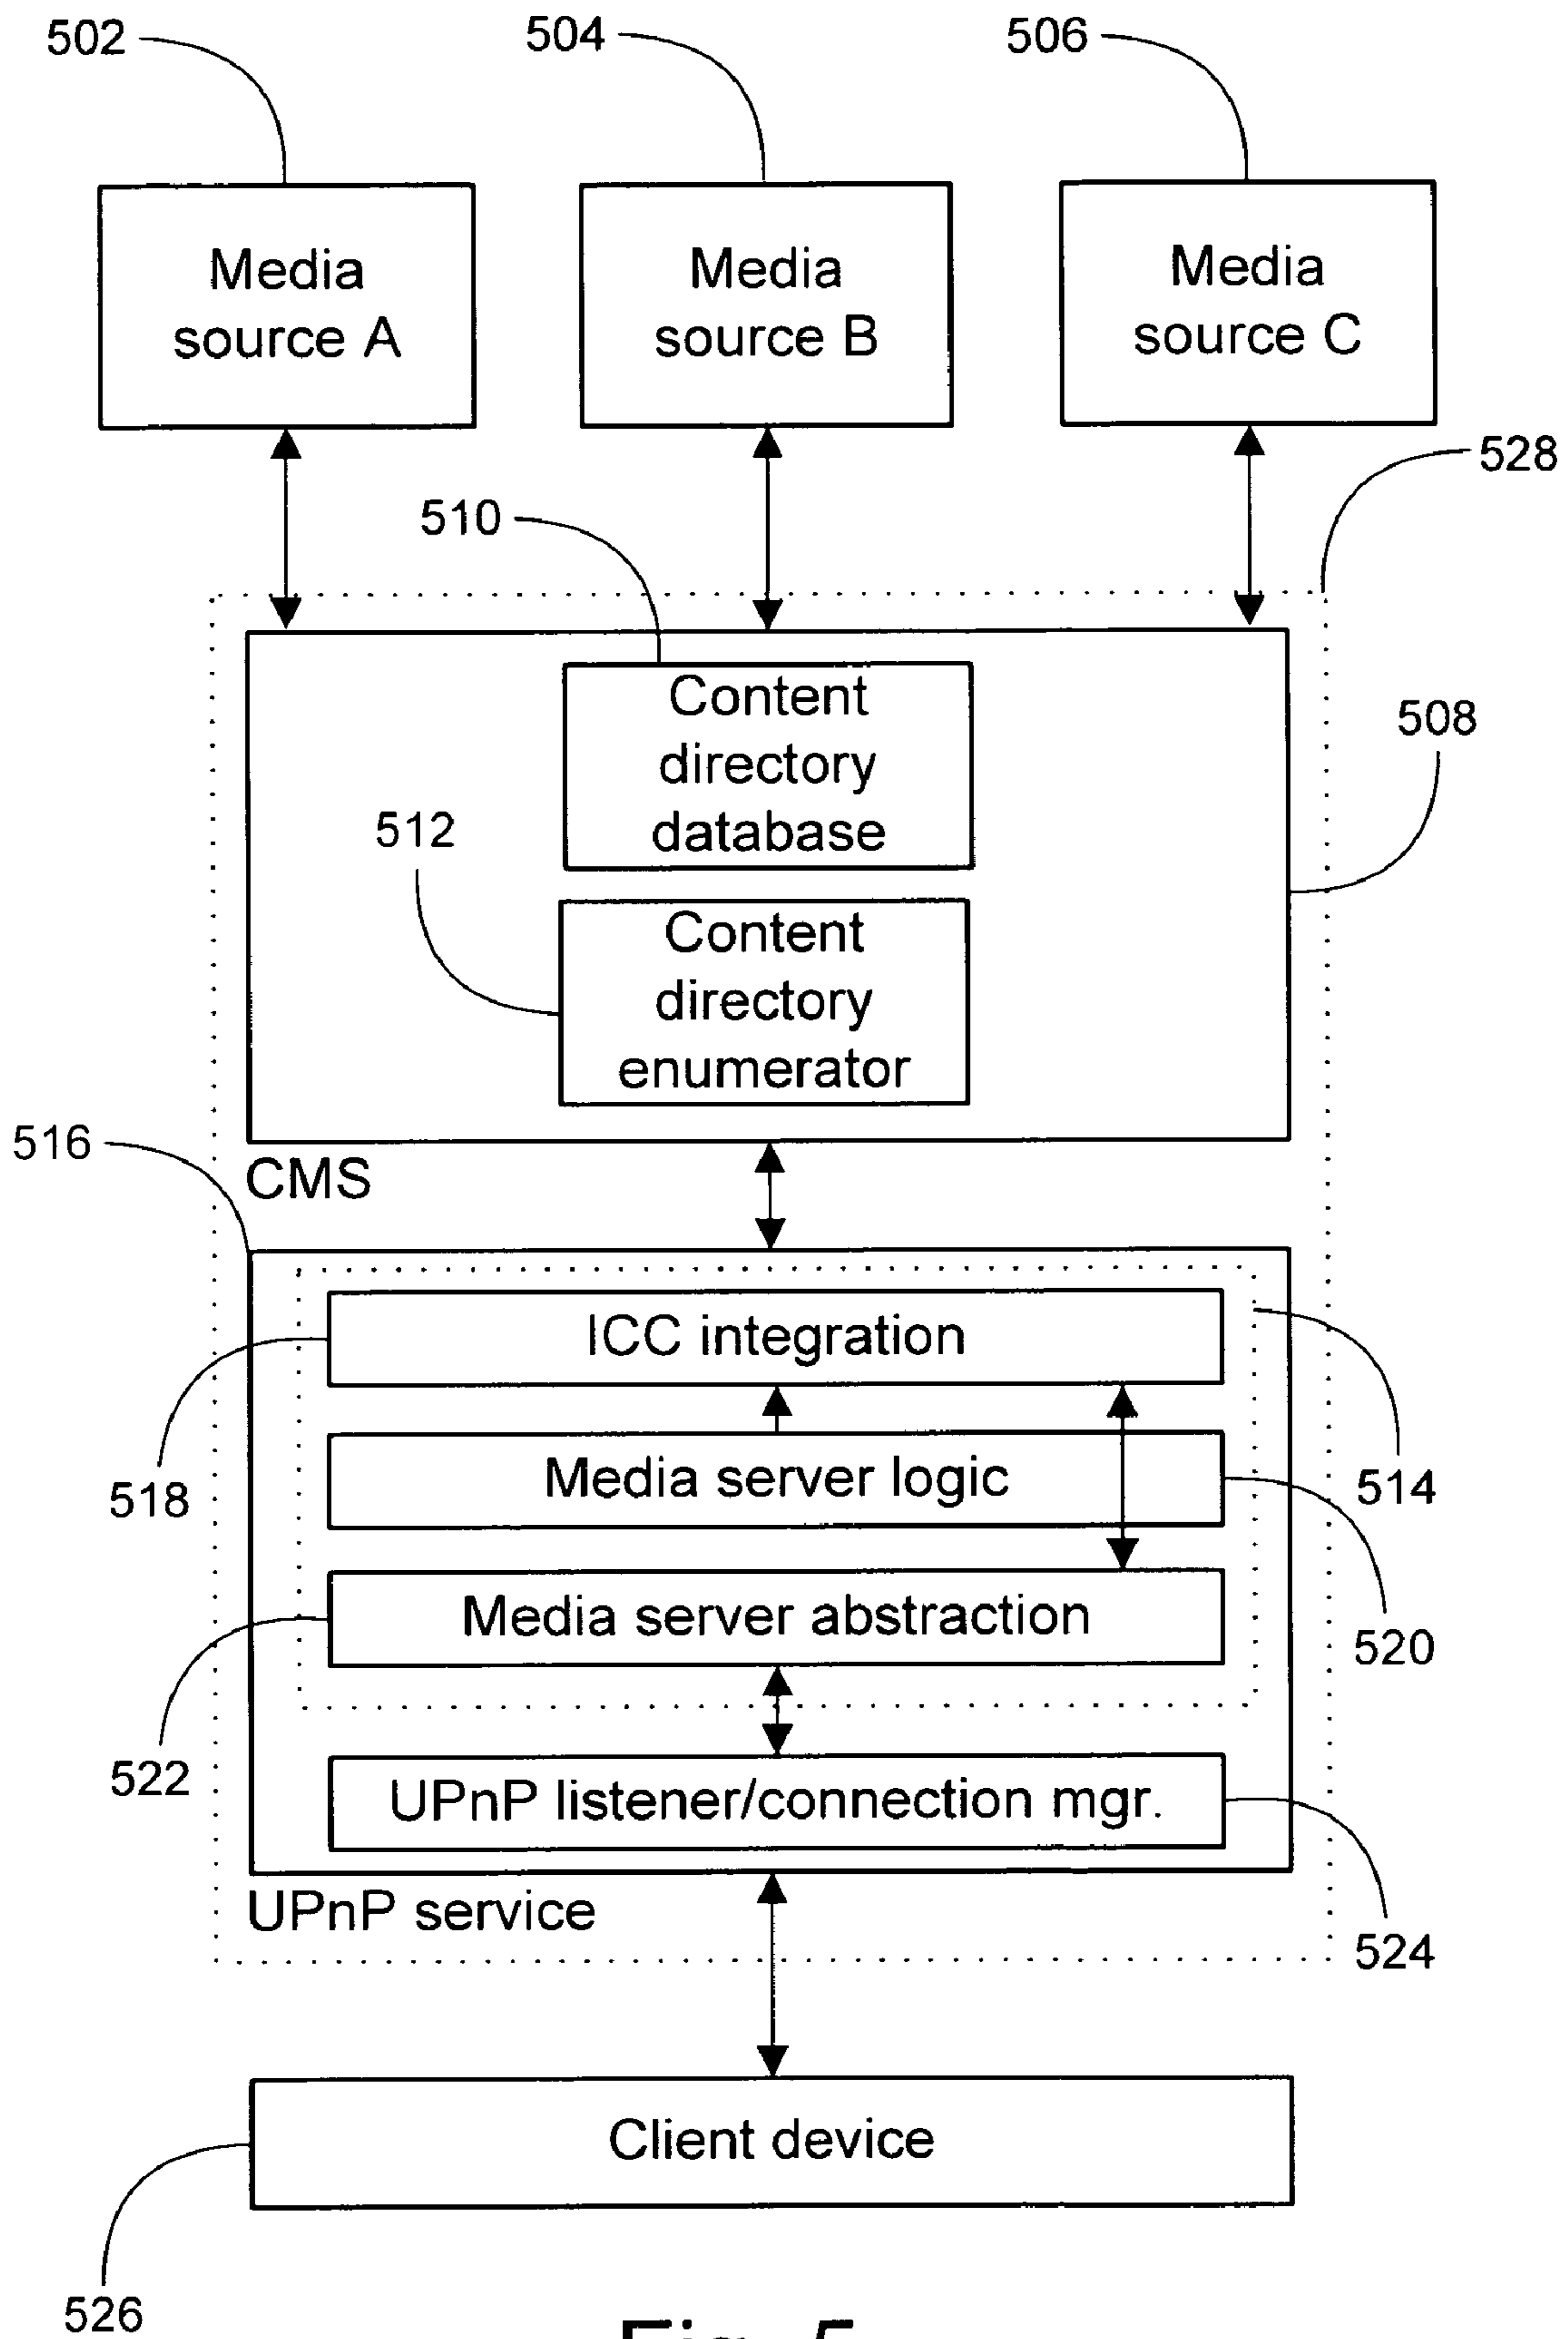 502
504
506
Media
source A
Media
source B
Media
source C
528
510
Content
directory
database
508
512
Content
directory
enumerator
516
CMS
ICC integration
518
Media server logic
514
Media server abstraction
520
522
UPnP listener/connection mgr.
UPnP service
524
Client device
526
Fig. 5